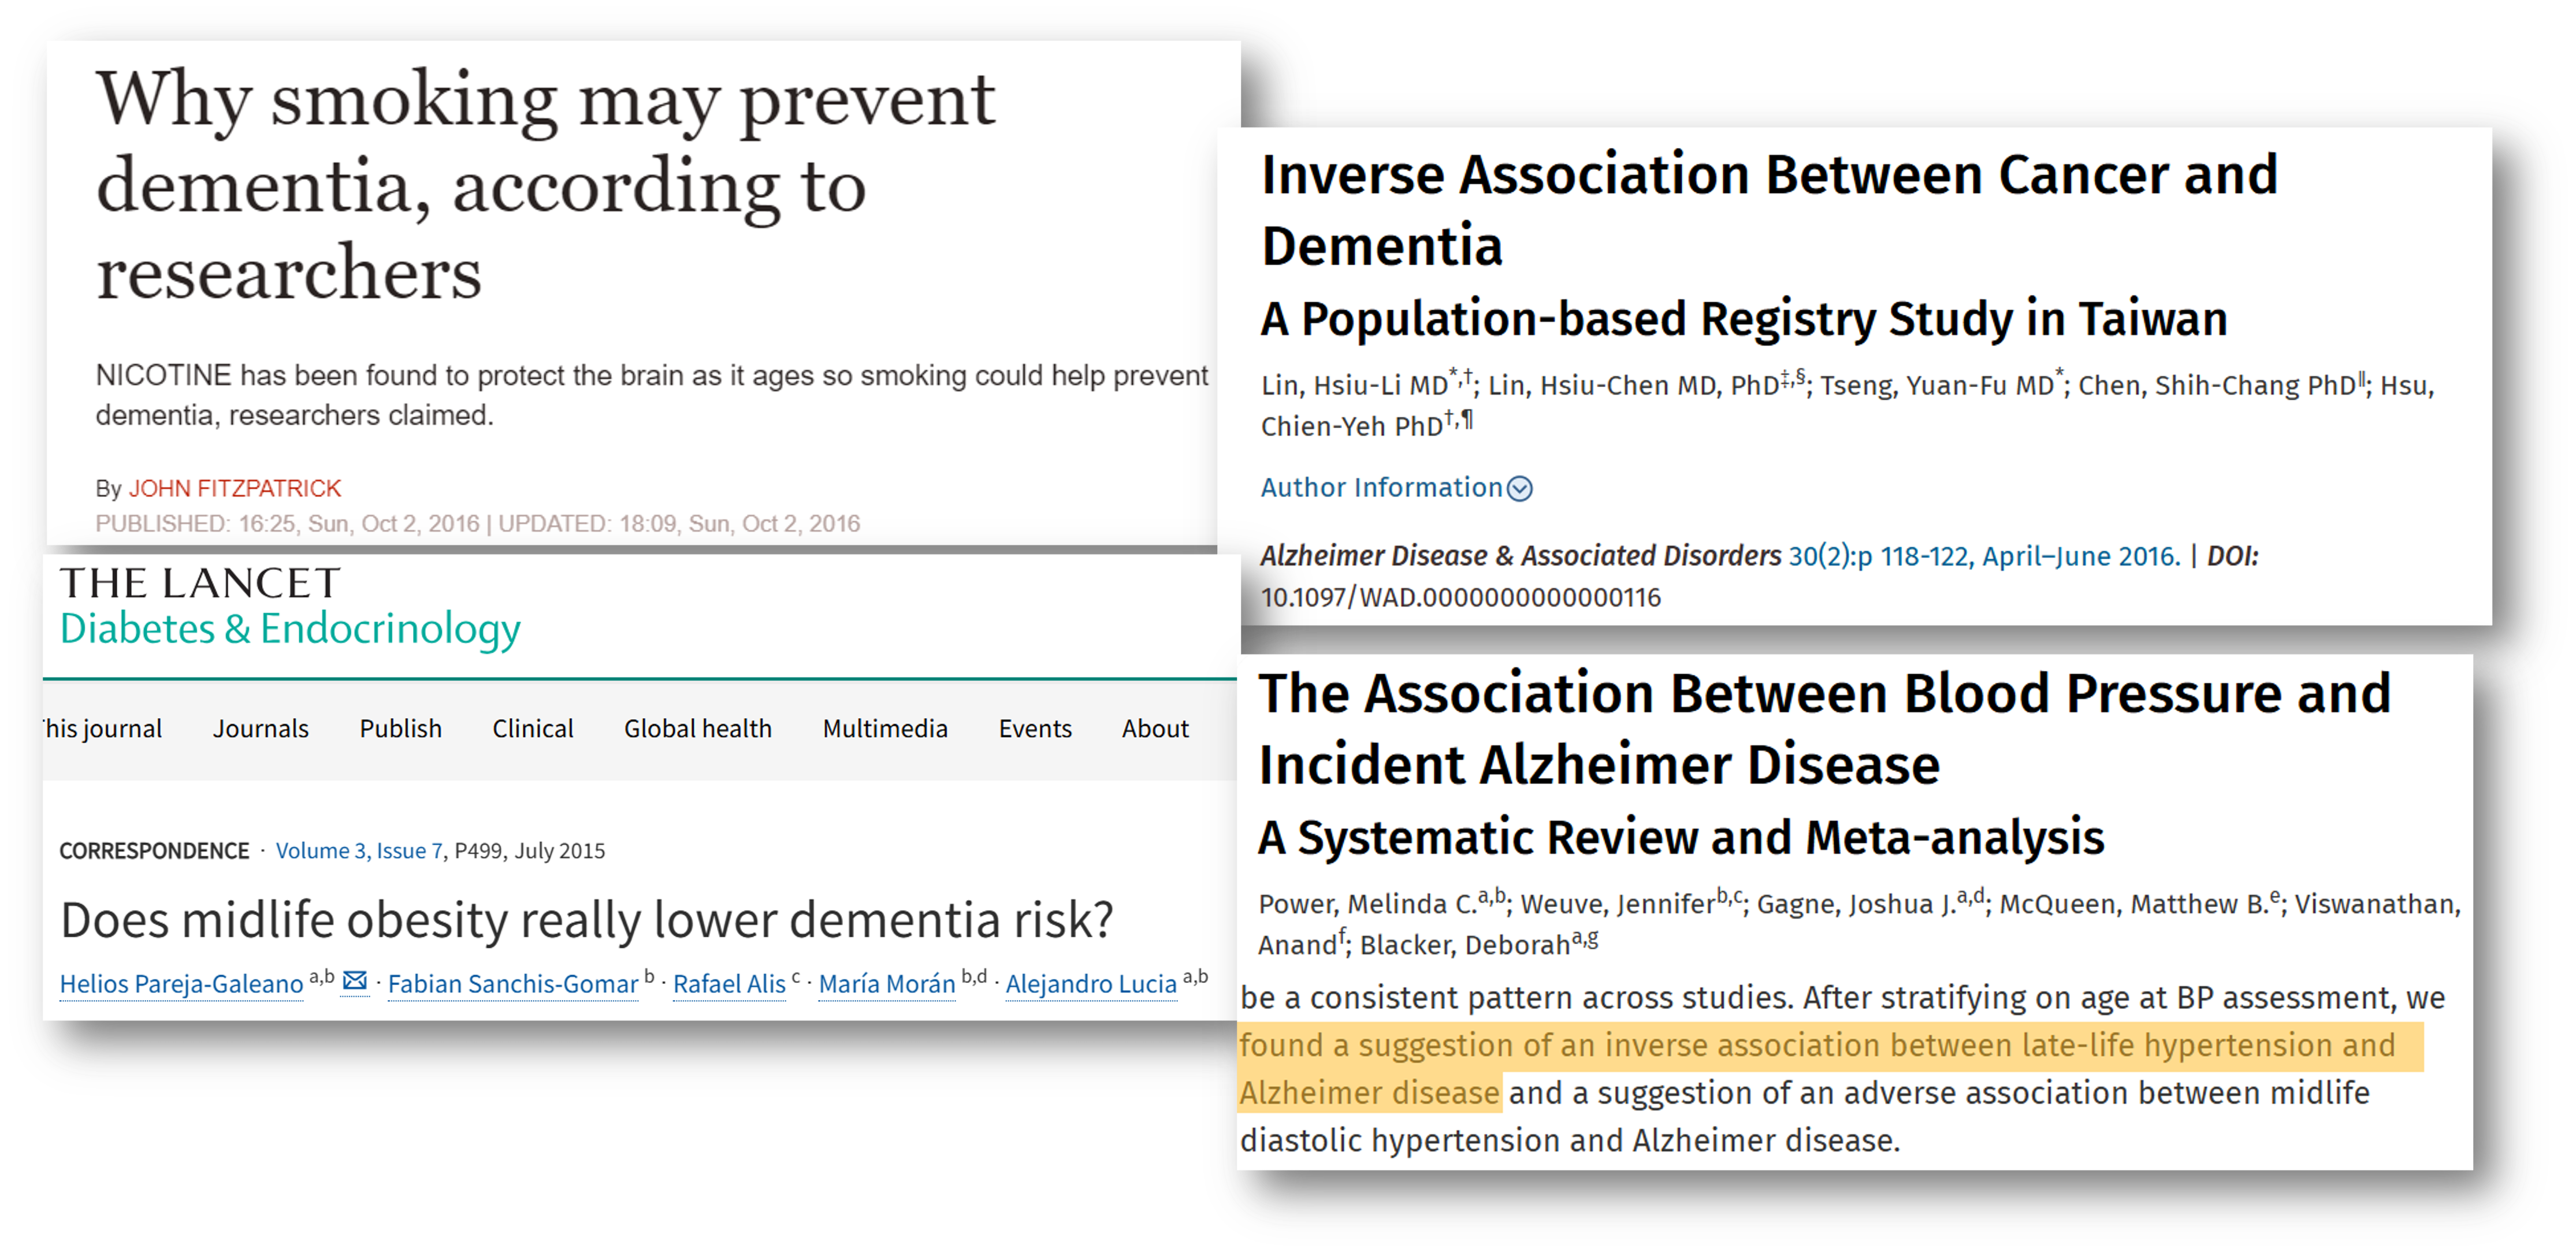 Why smoking may prevent
dementia, according to
researchers
NICOTINE has been found to protect the brain as it ages so smoking could help prevent
dementia, researchers claimed.
By JOHN FITZPATRICK
PUBLISHED: 16:25, Sun, Oct 2, 2016 | UPDATED: 18:09, Sun, Oct 2, 2016
Inverse Association Between Cancer and
Dementia
A Population-based Registry Study in Taiwan
Lin, Hsiu-Li MD*,†; Lin, Hsiu-Chen MD, PhD‡,§; Tseng, Yuan-Fu MD*; Chen, Shih-Chang PhD∥; Hsu,
Chien-Yeh PhD†,¶
Author Information
Alzheimer Disease & Associated Disorders 30(2):p 118-122, April–June 2016. | DOI:
10.1097/WAD.0000000000000116
THE LANCET
Diabetes & Endocrinology
his journal Journals Publish Clinical Global health Multimedia Events About
CORRESPONDENCE · Volume 3, Issue 7, P499, July 2015
Does midlife obesity really lower dementia risk?
Helios Pareja-Galeano a,b · Fabian Sanchis-Gomar b · Rafael Alis c · María Morán b,d · Alejandro Lucia a,b
The Association Between Blood Pressure and
Incident Alzheimer Disease
A Systematic Review and Meta-analysis
Power, Melinda C.a,b; Weuve, Jenniferb,c; Gagne, Joshua J.a,d; McQueen, Matthew B.e; Viswanathan,
Anandf; Blacker, Deboraha,g
be a consistent pattern across studies. After stratifying on age at BP assessment, we
found a suggestion of an inverse association between late-life hypertension and
Alzheimer disease and a suggestion of an adverse association between midlife
diastolic hypertension and Alzheimer disease.